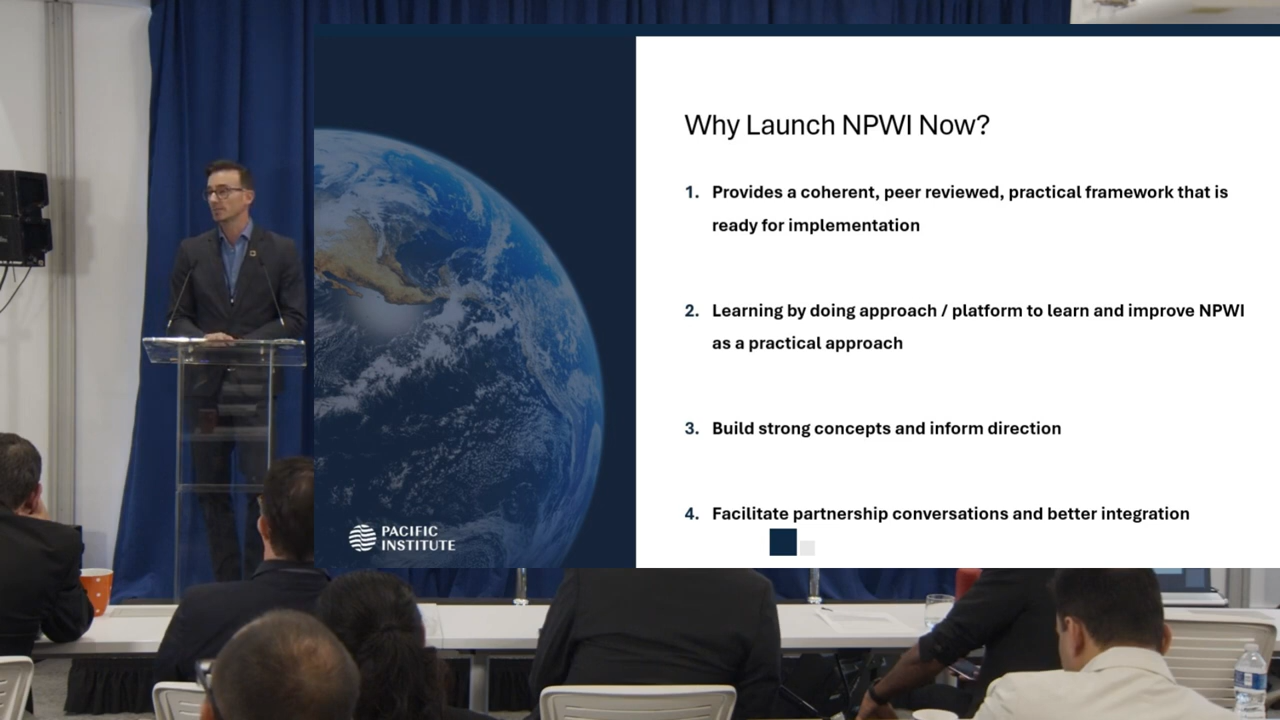 Why Launch NPWI Now?
1. Provides a coherent, peer reviewed, practical framework that is
ready for implementation
2. Learning by doing approach / platform to learn and improve NPWI
as a practical approach
3. Build strong concepts and inform direction
4. Facilitate partnership conversations and better integration
PACIFIC
INSTITUTE